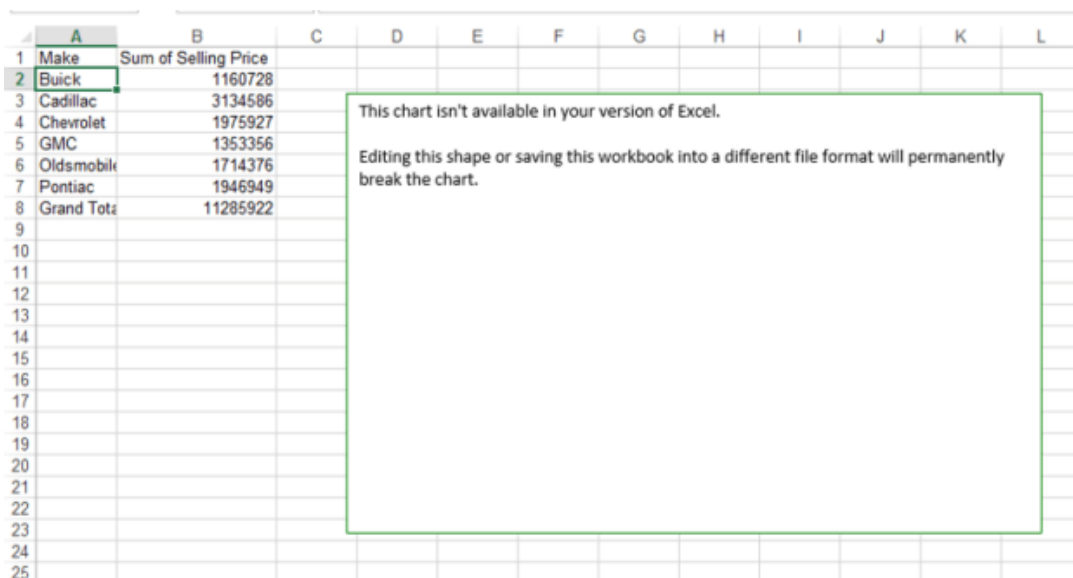 A B C D E F G H I J K L
1 Make Sum of Selling Price
2 Buick 1160728
3 Cadillac 3134586
4 Chevrolet 1975927
5 GMC 1353356
6 Oldsmobile 1714376
7 Pontiac 1946949
8 Grand Tota 11285922
9
10
11
12
13
14
15
16
17
18
19
20
21
22
23
24
25
This chart isn't available in your version of Excel.
Editing this shape or saving this workbook into a different file format will permanently
break the chart.